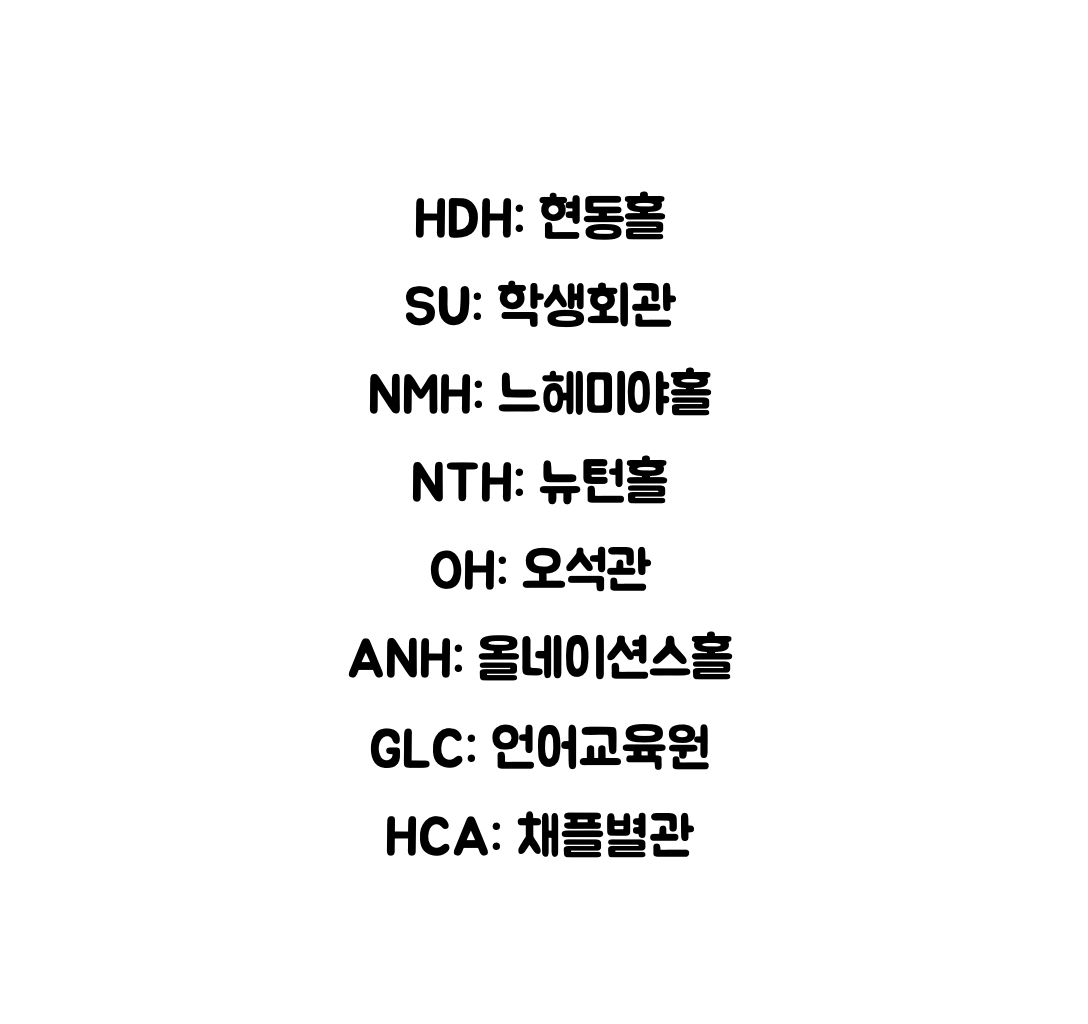 HDH: 현동홀
SU: 학생회관
NMH: 느헤미야홀
NTH: 뉴턴홀
OH: 오석관
ANH: 올네이션스홀
GLC: 언어교육원
HCA: 채플별관